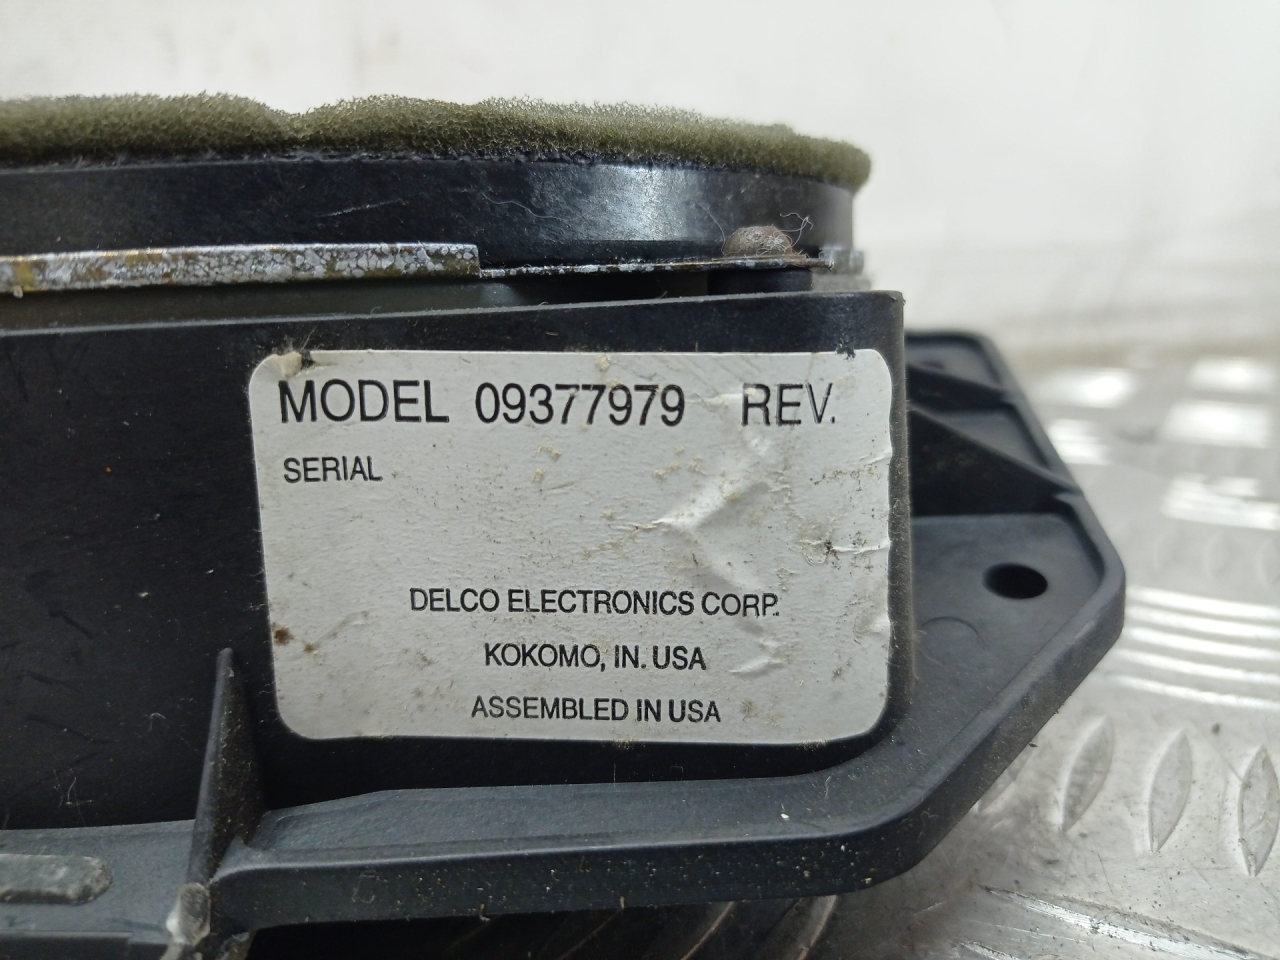 MODEL 09377979 REV.
SERIAL
DELCO ELECTRONICS CORP.
KOKOMO, IN. USA
ASSEMBLED IN USA